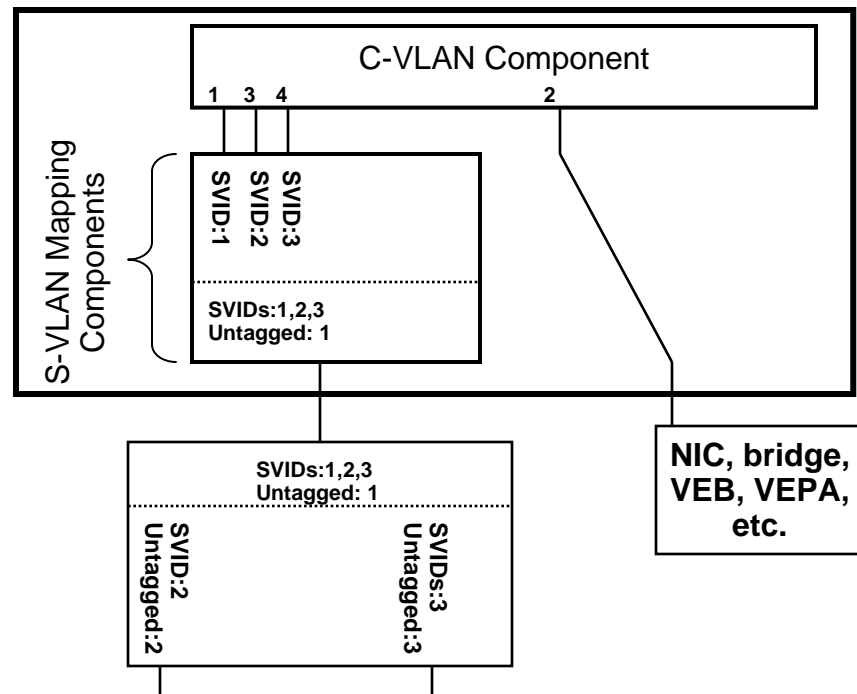 C-VLAN Component
1 3 4 2
S-VLAN Mapping
Components
SVID:1
SVID:2
SVID:3
SVIDs:1,2,3
Untagged: 1
NIC, bridge,
VEB, VEPA,
etc.
SVIDs:1,2,3
Untagged: 1
SVID:2
Untagged:2
SVIDs:3
Untagged:3